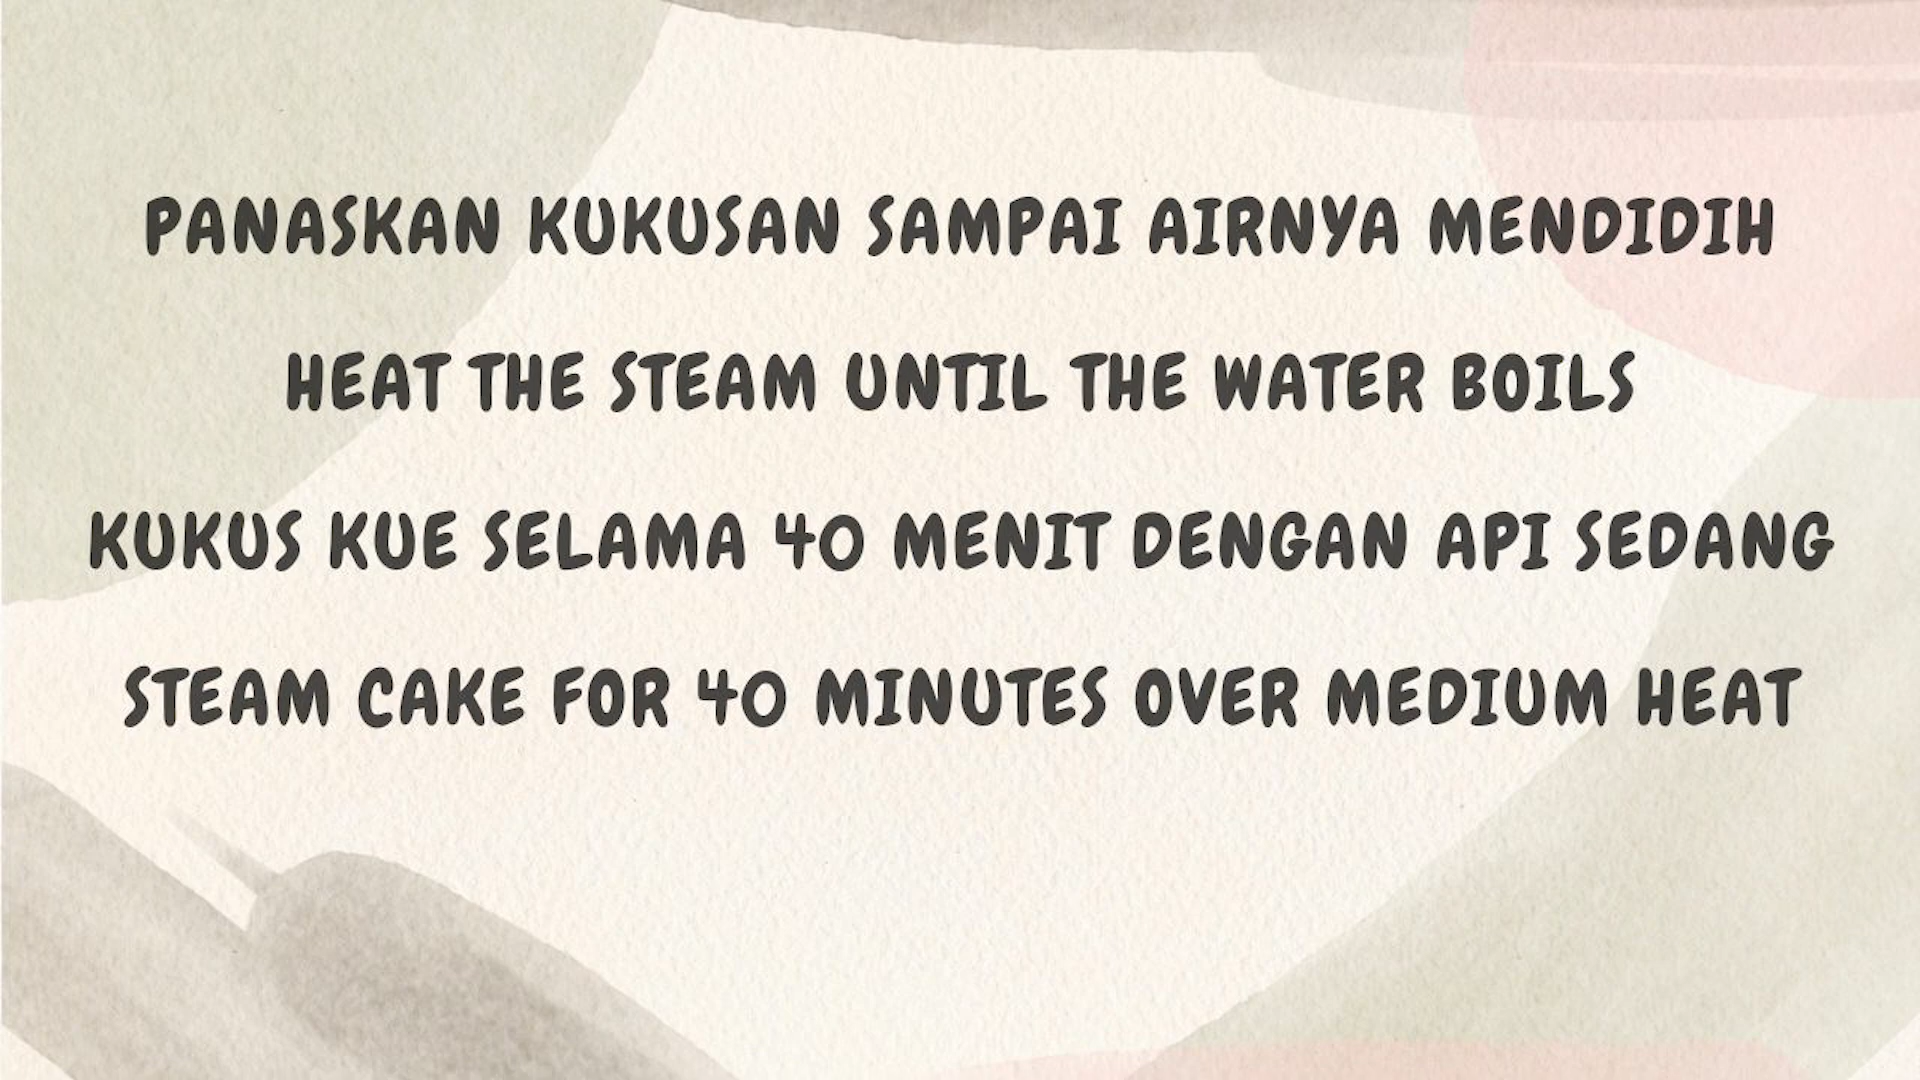 PANASKAN KUKUSAN SAMPAI AIRNYA MENDIDIH
HEAT THE STEAM UNTIL THE WATER BOILS
KUKUS KUE SELAMA 40 MENIT DENGAN API SEDANG
STEAM CAKE FOR 40 MINUTES OVER MEDIUM HEAT